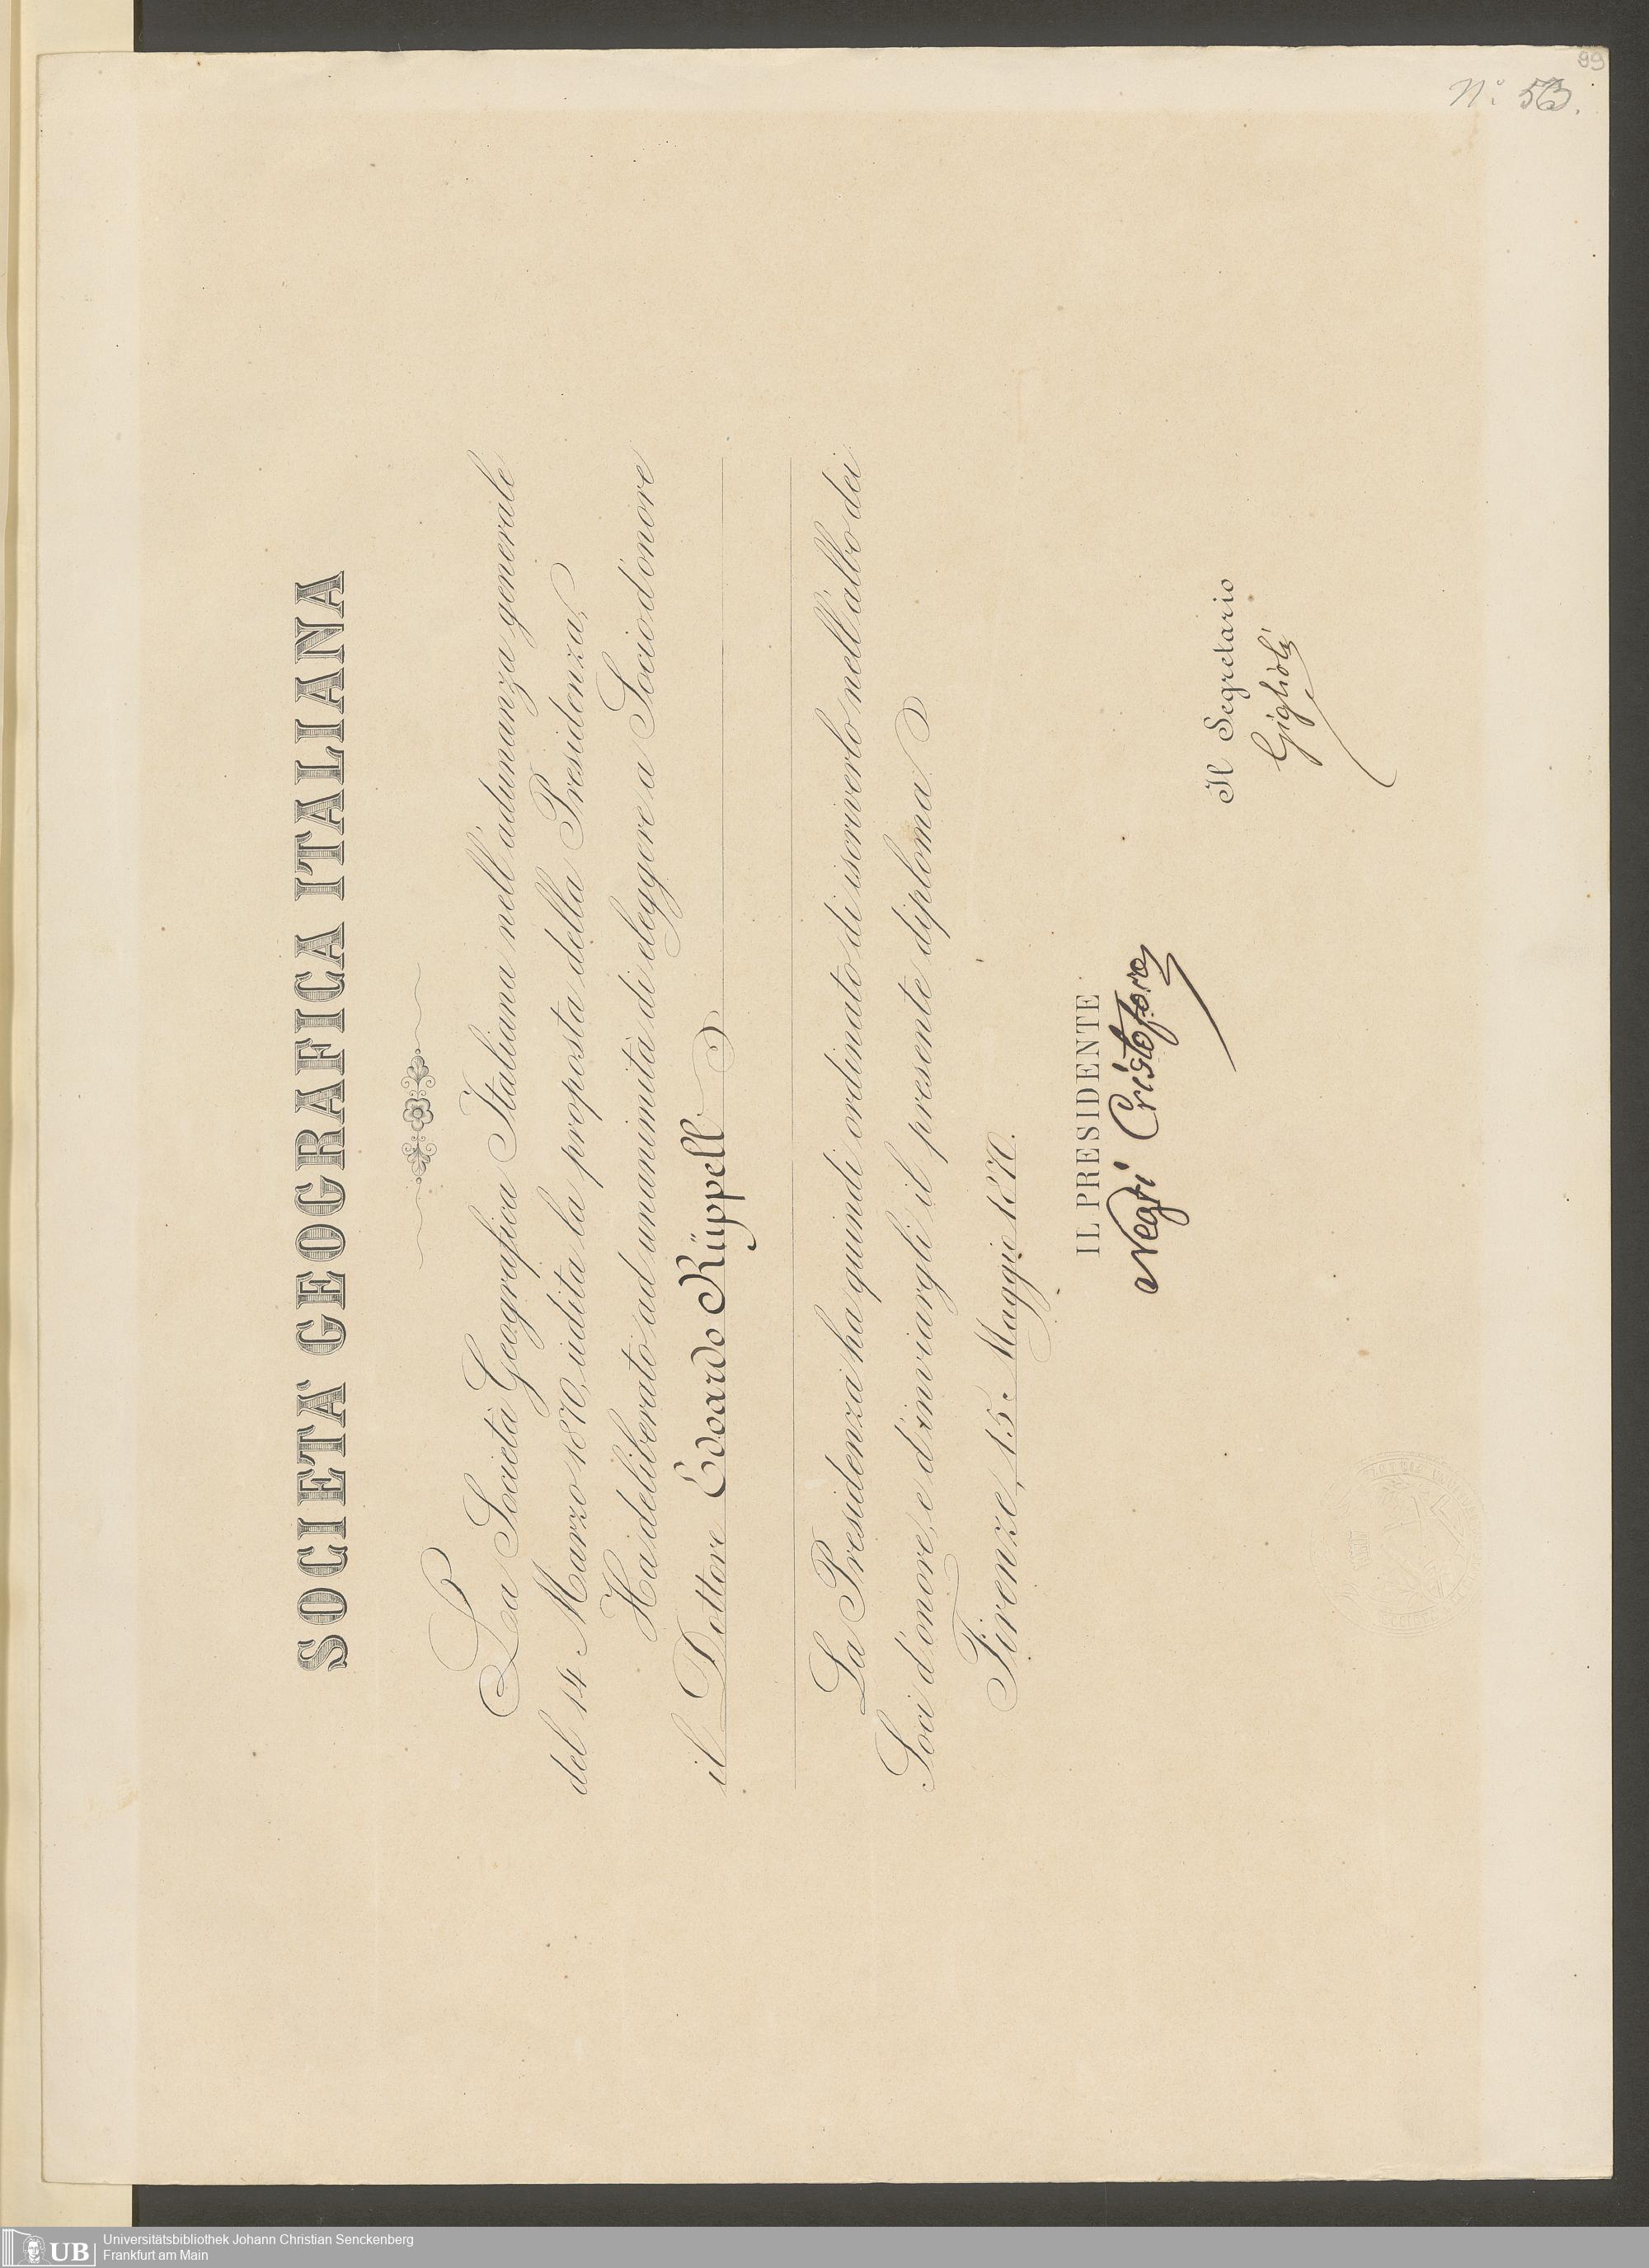 99
No. 53.
SOCIETA' GEOGRAFICA ITALIANA
La Società Geografica Italiana nell'adunanza generale
del 14 Marzo 1870, udita la proposta della Presidenza,
Ha deliberato ad unanimità di eleggere a Socio d'onore
il Dottore Edoardo Rüppell
La Presidenza ha quindi ordinato di iscriverlo nell'albo dei
Soci d'onore, e d'inviargli il presente diploma
Firenze, 15 Maggio 1870.
IL PRESIDENTE
Negri Cristoforo
Il Segretario
Giglioli
UB
Universitätsbibliothek Johann Christian Senckenberg
Frankfurt am Main